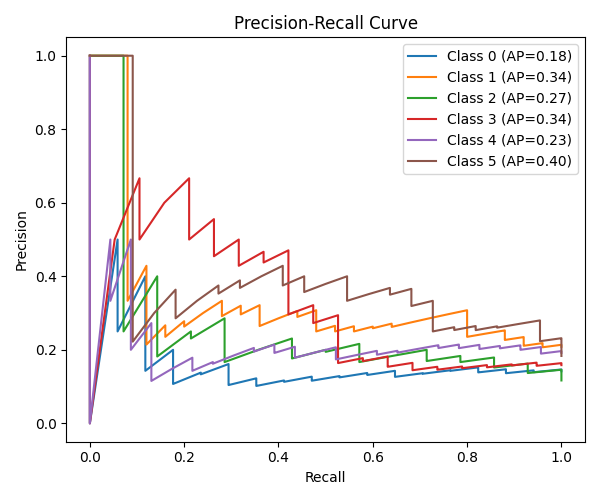 Precision-Recall Curve
Class 0 (AP=0.18)
Class 1 (AP=0.34)
Class 2 (AP=0.27)
Class 3 (AP=0.34)
Class 4 (AP=0.23)
Class 5 (AP=0.40)
Precision
1.0
0.8
0.6
0.4
0.2
0.0
0.0 0.2 0.4 0.6 0.8 1.0
Recall